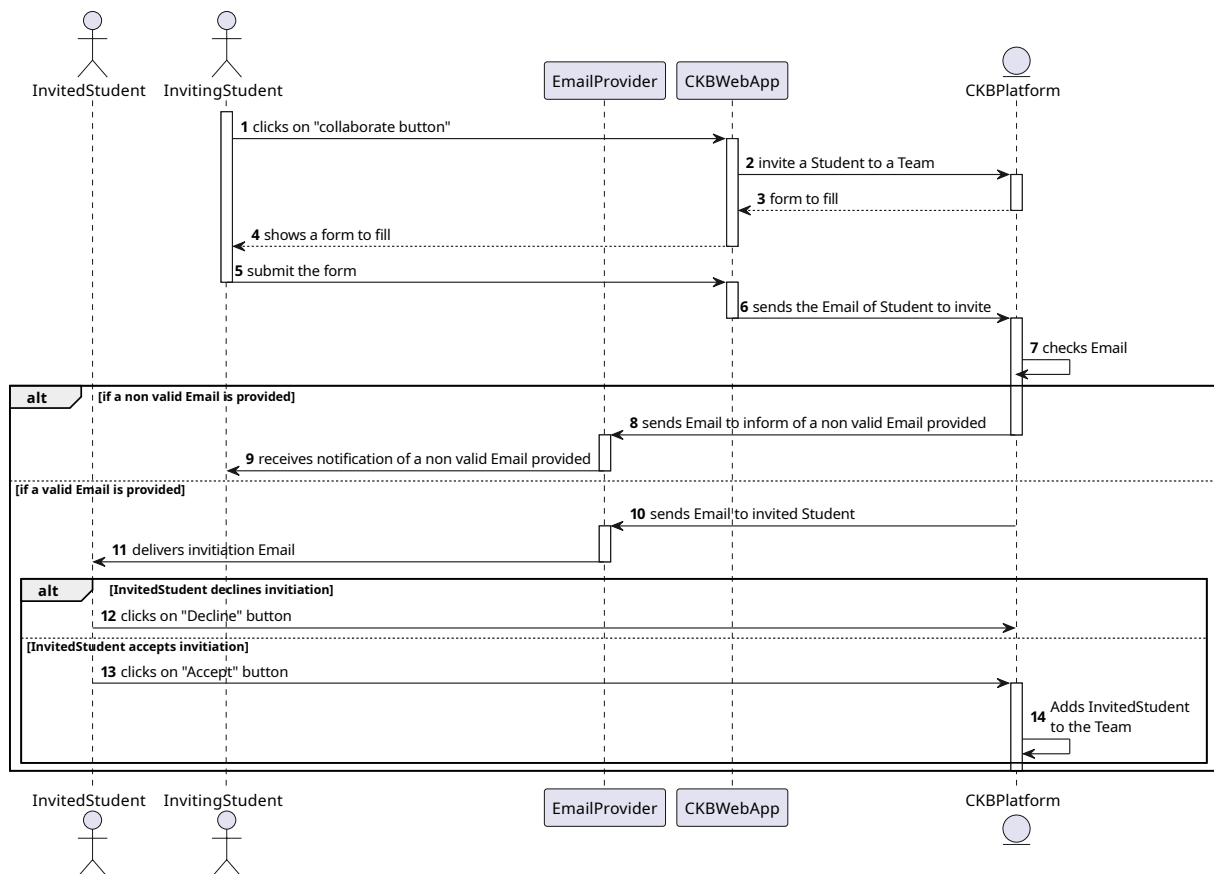 InvitedStudent
InvitingStudent
EmailProvider
CKBWebApp
CKBPlatform
1 clicks on "collaborate button"
2 invite a Student to a Team
3 form to fill
4 shows a form to fill
5 submit the form
6 sends the Email of Student to invite
7 checks Email
alt [if a non valid Email is provided]
8 sends Email to inform of a non valid Email provided
9 receives notification of a non valid Email provided
[if a valid Email is provided]
10 sends Email to invited Student
11 delivers invitiation Email
alt [InvitedStudent declines invitiation]
12 clicks on "Decline" button
[InvitedStudent accepts invitiation]
13 clicks on "Accept" button
14 Adds InvitedStudent
to the Team
InvitedStudent
InvitingStudent
EmailProvider
CKBWebApp
CKBPlatform